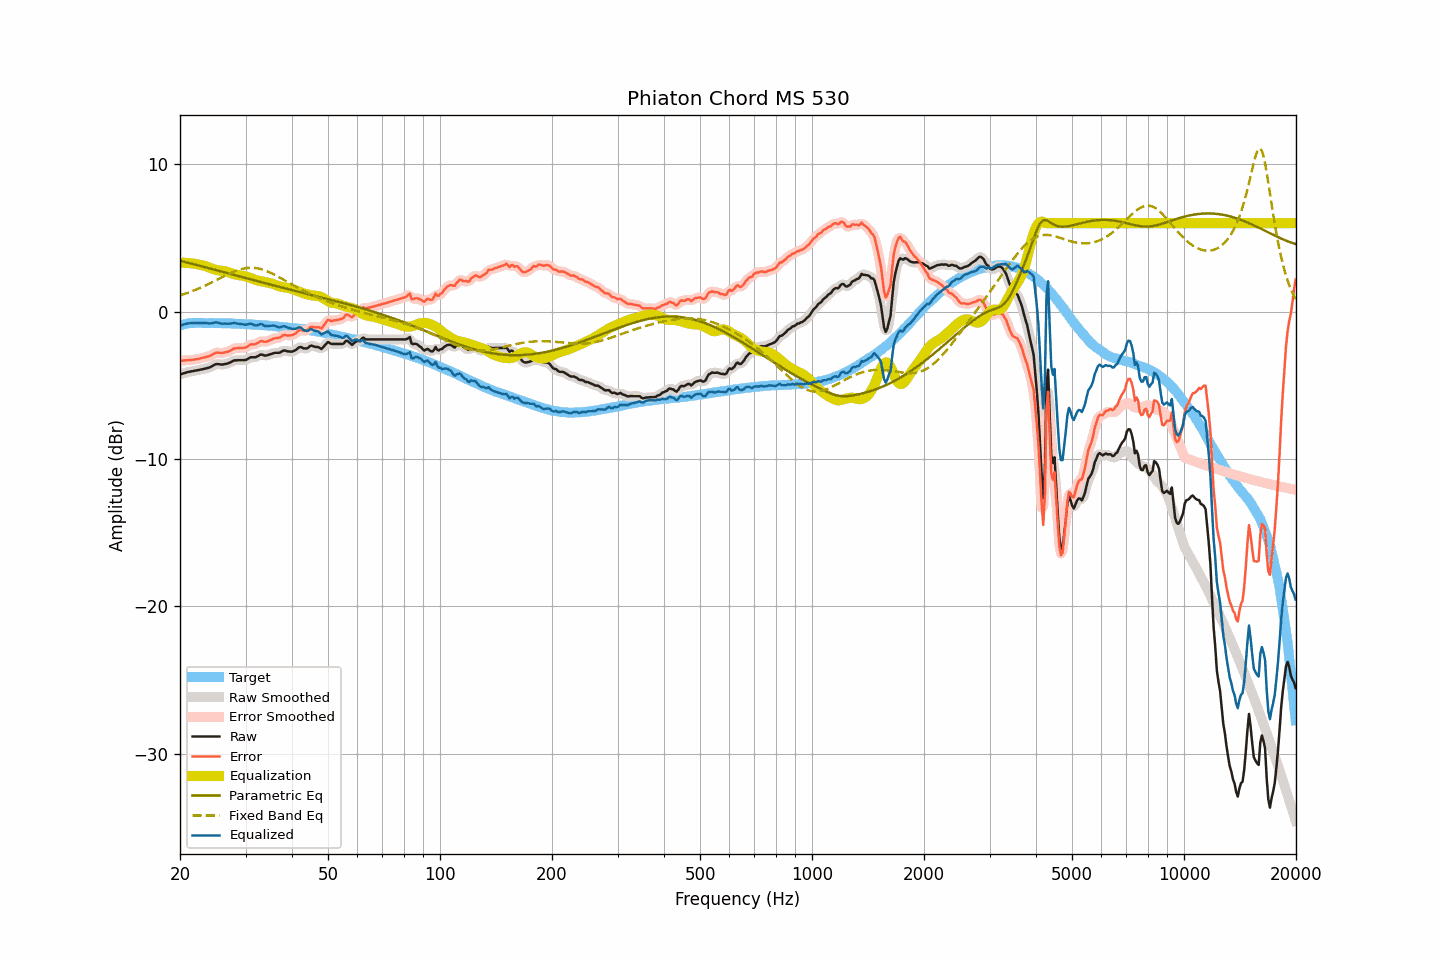 Phiaton Chord MS 530
Amplitude (dBr)
10
0
−10
−20
−30
Target
Raw Smoothed
Error Smoothed
Raw
Error
Equalization
Parametric Eq
Fixed Band Eq
Equalized
20 50 100 200 500 1000 2000 5000 10000 20000
Frequency (Hz)